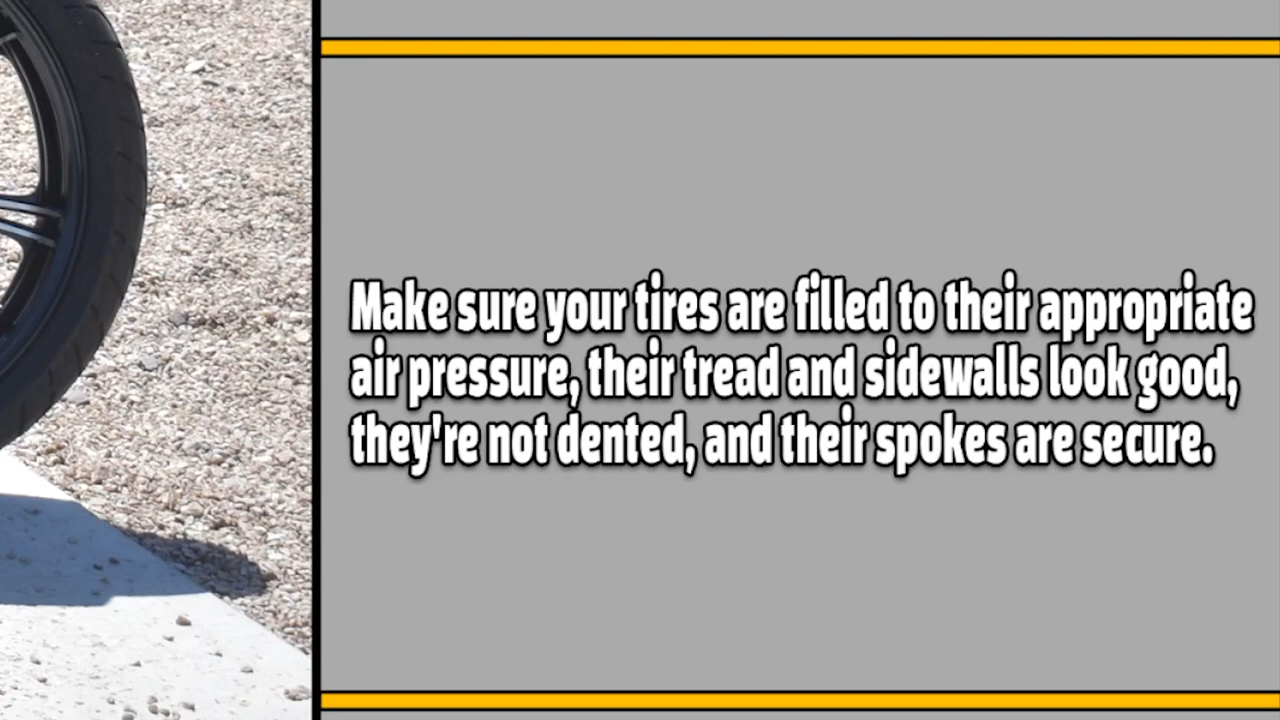 Make sure your tires are filled to their appropriate
air pressure, their tread and sidewalls look good,
they're not dented, and their spokes are secure.